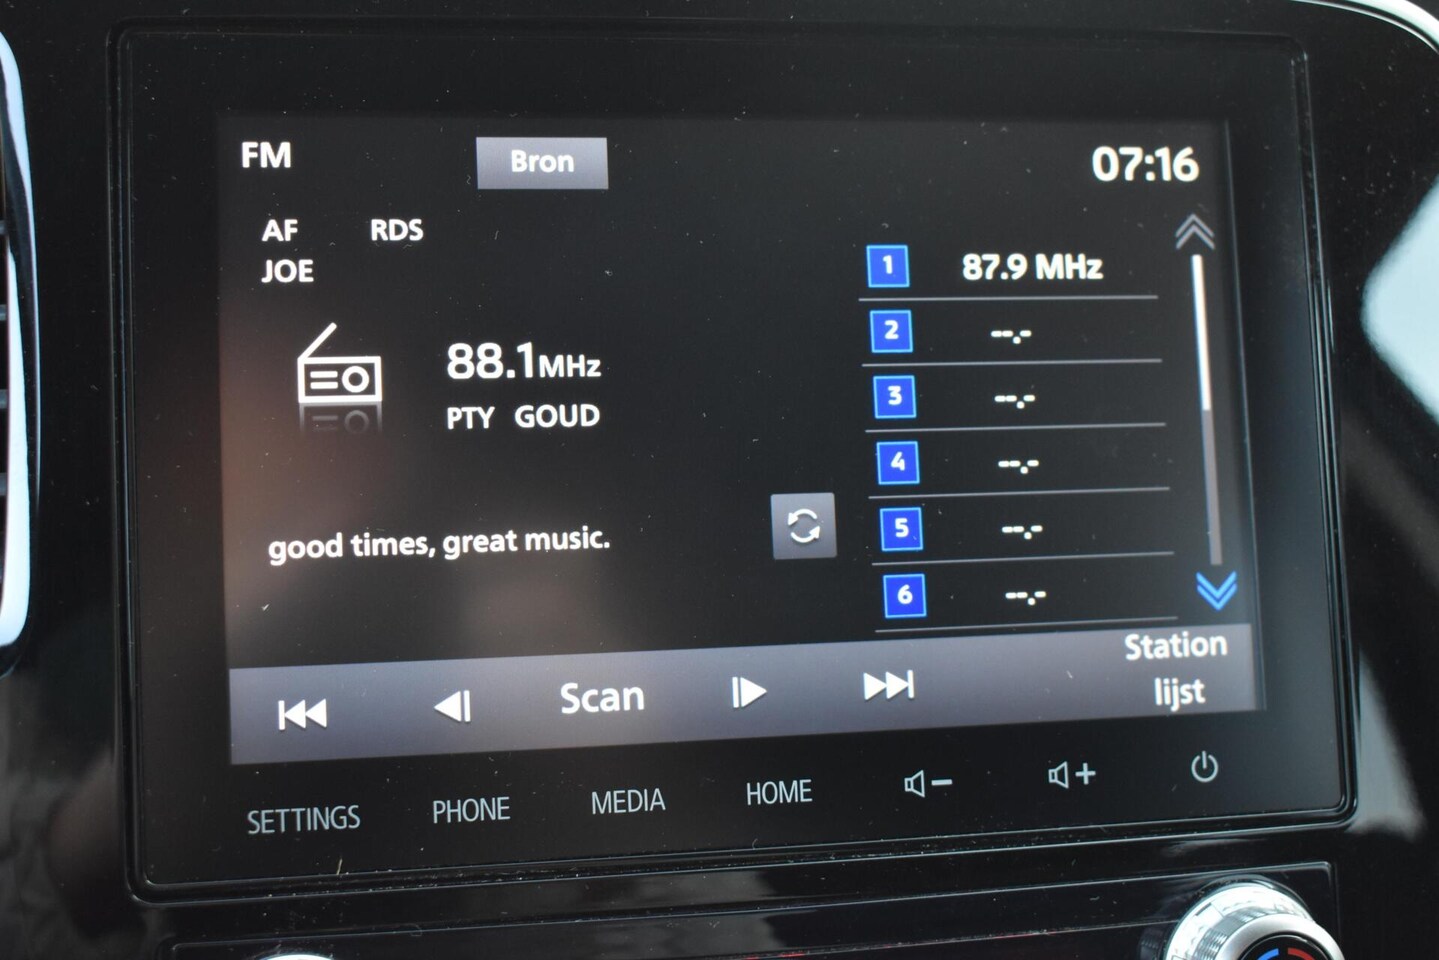 FM
Bron
07:16
AF RDS
JOE
88.1MHz
PTY GOUD
good times, great music.
1 87.9 MHz
2 --.-
3 --.-
4 --.-
5 --.-
6 --.-
Scan
Station
lijst
SETTINGS PHONE MEDIA HOME